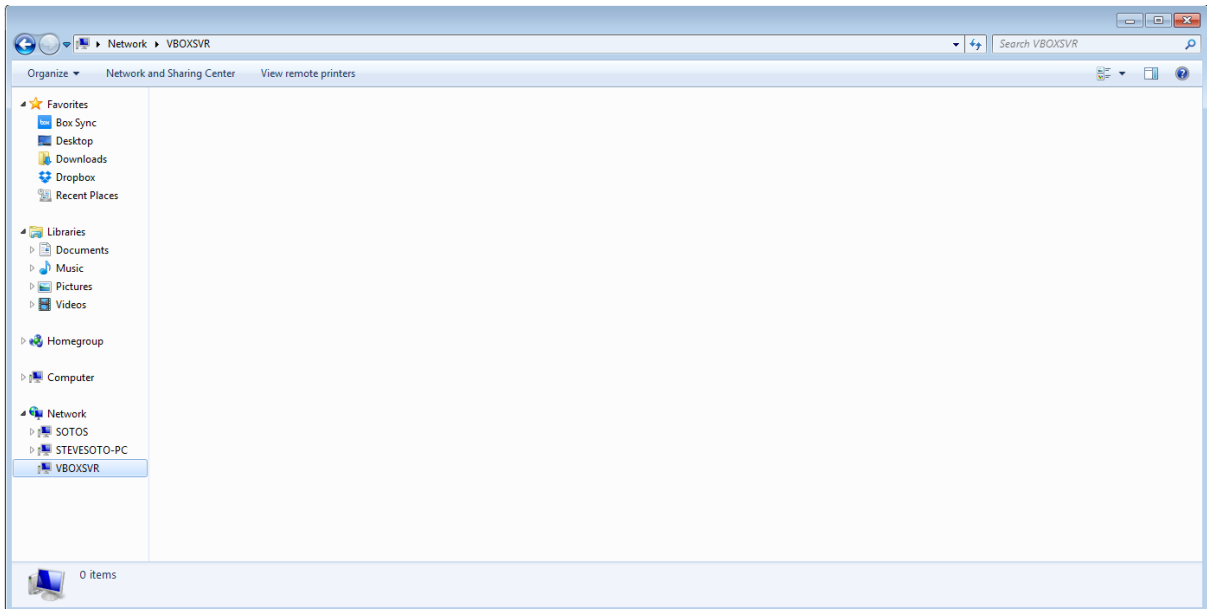 Network ▸ VBOXSVR
Search VBOXSVR
Organize Network and Sharing Center View remote printers
Favorites
box Box Sync
Desktop
Downloads
Dropbox
Recent Places
Libraries
Documents
Music
Pictures
Videos
Homegroup
Computer
Network
SOTOS
STEVESOTO-PC
VBOXSVR
0 items